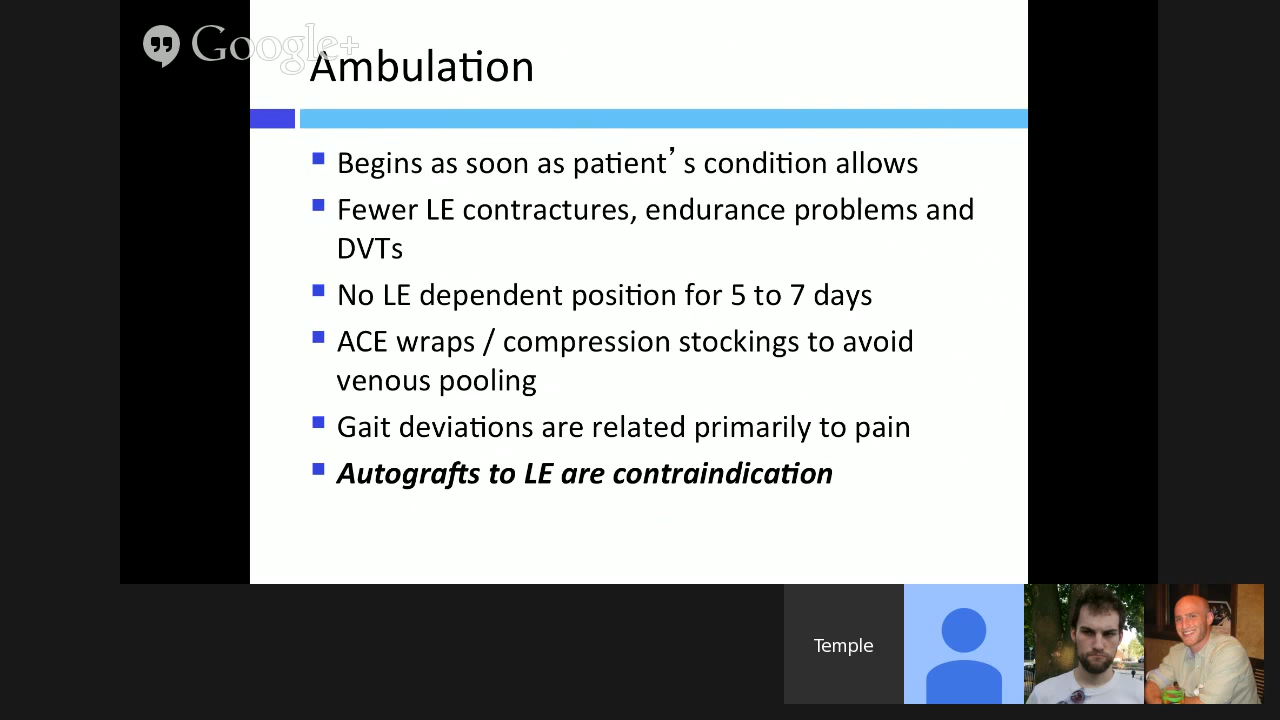 Google+
Ambulation
Begins as soon as patient’s condition allows
Fewer LE contractures, endurance problems and
DVTs
No LE dependent position for 5 to 7 days
ACE wraps / compression stockings to avoid
venous pooling
Gait deviations are related primarily to pain
Autografts to LE are contraindication
Temple